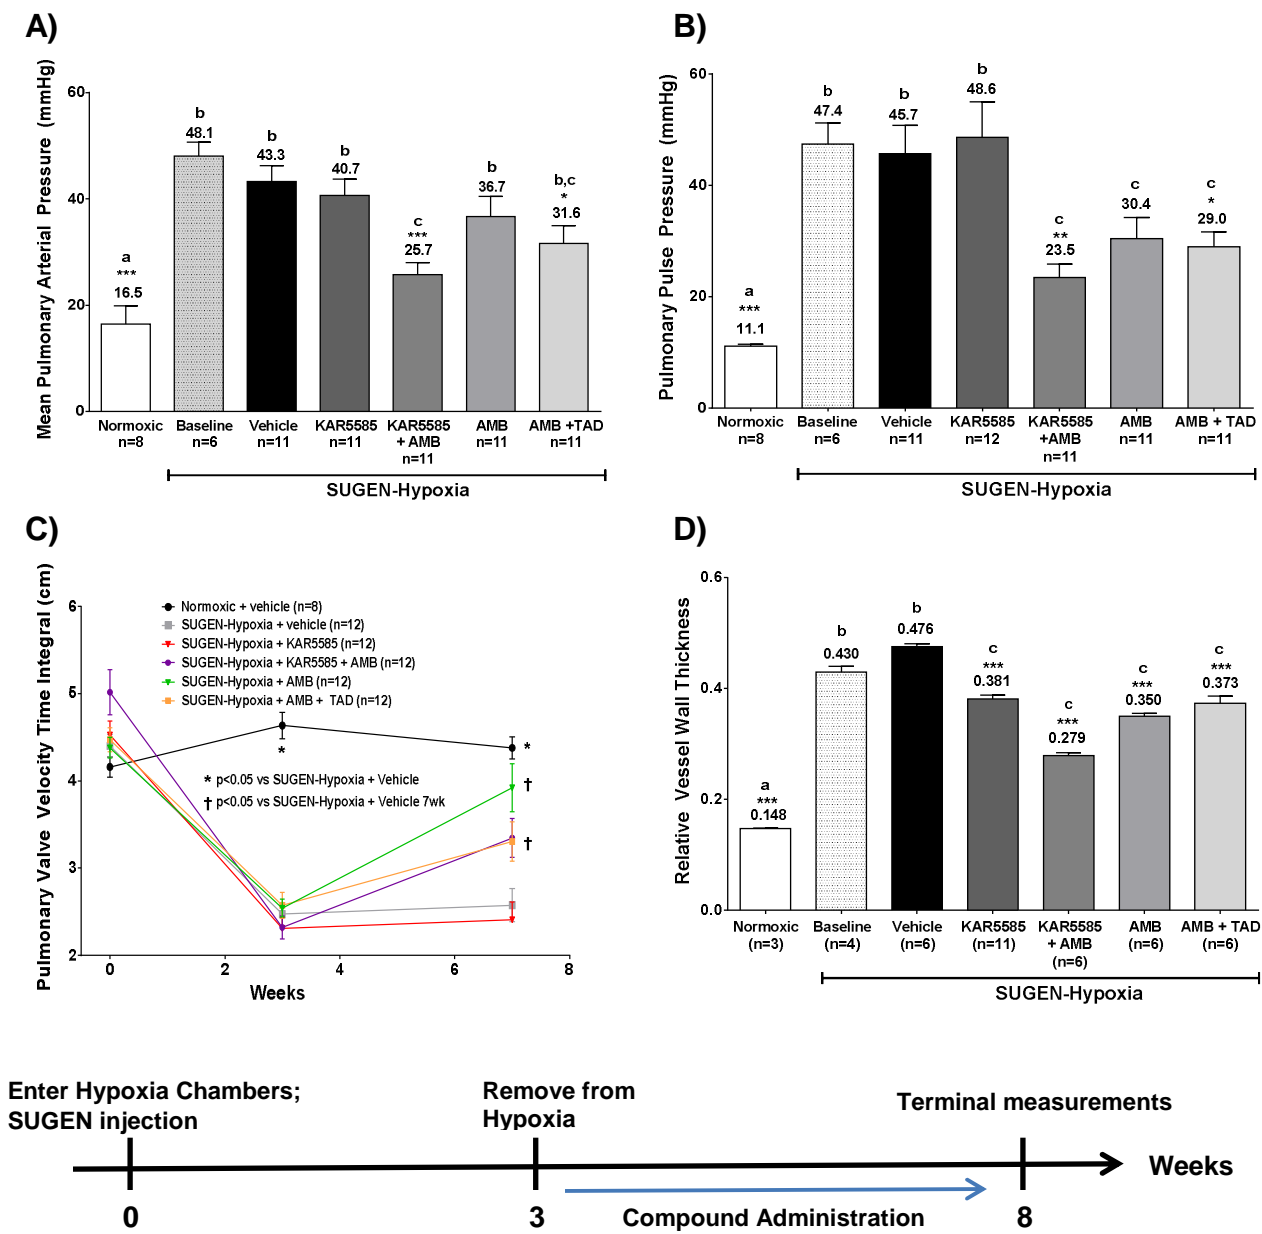 A)
Mean Pulmonary Arterial Pressure (mmHg)
60
40
20
0
a
***
16.5
b
48.1
b
43.3
b
40.7
c
***
25.7
b
36.7
b,c
*
31.6
Normoxic
n=8
Baseline
n=6
Vehicle
n=11
KAR5585
n=11
KAR5585
+ AMB
n=11
AMB
n=11
AMB +TAD
n=11
SUGEN-Hypoxia
B)
Pulmonary Pulse Pressure (mmHg)
60
40
20
0
a
***
11.1
b
47.4
b
45.7
b
48.6
c
**
23.5
c
30.4
c
*
29.0
Normoxic
n=8
Baseline
n=6
Vehicle
n=11
KAR5585
n=12
KAR5585
+AMB
n=11
AMB
n=11
AMB + TAD
n=11
SUGEN-Hypoxia
C)
Pulmonary Valve Velocity Time Integral (cm)
6
5
4
3
2
Normoxic + vehicle (n=8)
SUGEN-Hypoxia + vehicle (n=12)
SUGEN-Hypoxia + KAR5585 (n=12)
SUGEN-Hypoxia + KAR5585 + AMB (n=12)
SUGEN-Hypoxia + AMB (n=12)
SUGEN-Hypoxia + AMB + TAD (n=12)
*
*
* p<0.05 vs SUGEN-Hypoxia + Vehicle
† p<0.05 vs SUGEN-Hypoxia + Vehicle 7wk
†
†
0
2
4
6
8
Weeks
D)
Relative Vessel Wall Thickness
0.6
0.4
0.2
0.0
a
***
0.148
b
0.430
b
0.476
c
***
0.381
c
***
0.279
c
***
0.350
c
***
0.373
Normoxic
(n=3)
Baseline
(n=4)
Vehicle
(n=6)
KAR5585
(n=11)
KAR5585
+ AMB
(n=6)
AMB
(n=6)
AMB + TAD
(n=6)
SUGEN-Hypoxia
Enter Hypoxia Chambers;
SUGEN injection
Remove from
Hypoxia
Terminal measurements
Weeks
0
3
Compound Administration
8